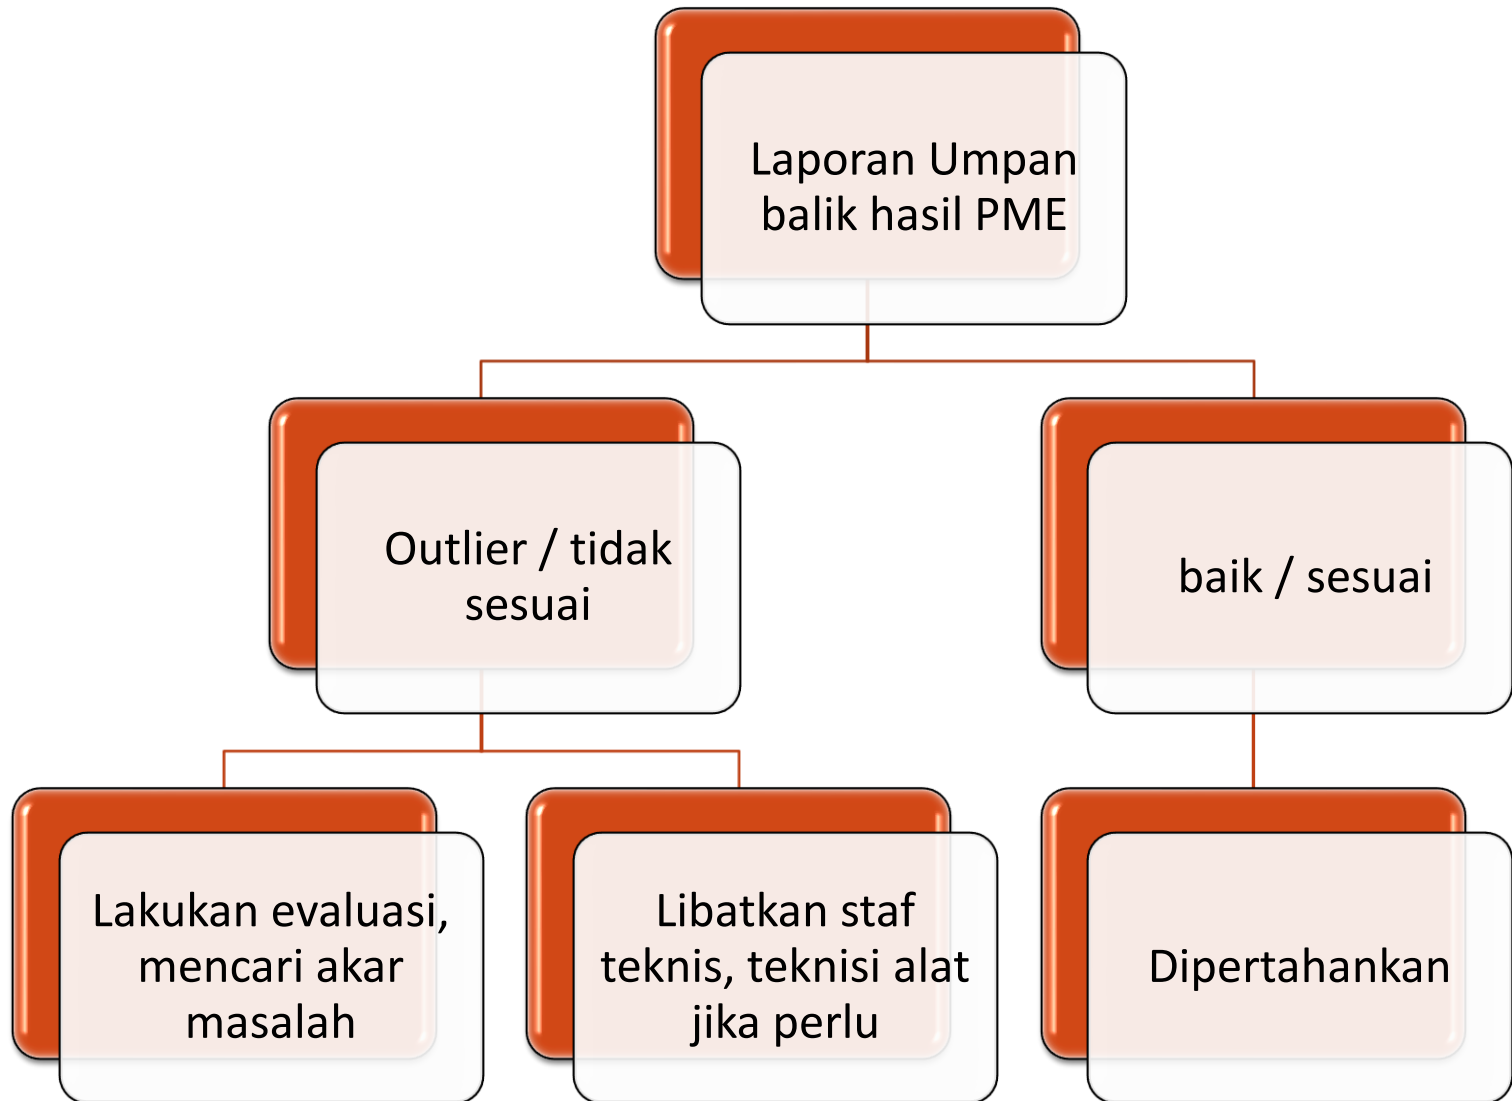 Laporan Umpan
balik hasil PME
Outlier / tidak
sesuai
baik / sesuai
Lakukan evaluasi,
mencari akar
masalah
Libatkan staf
teknis, teknisi alat
jika perlu
Dipertahankan